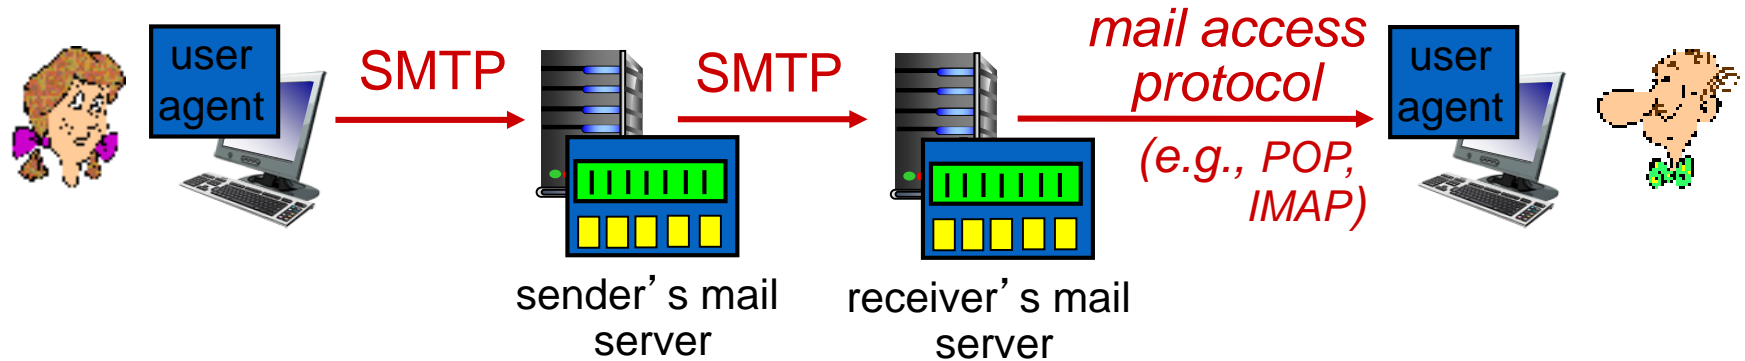 user
agent
SMTP
SMTP
mail access
protocol
(e.g., POP,
IMAP)
user
agent
sender’s mail
server
receiver’s mail
server